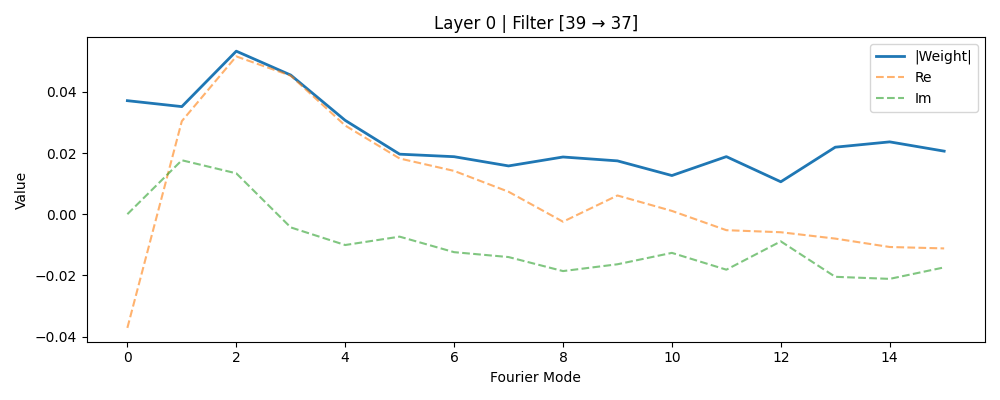 Layer 0 | Filter [39 → 37]
|Weight|
Re
Im
Value
0.04
0.02
0.00
−0.02
−0.04
0 2 4 6 8 10 12 14
Fourier Mode